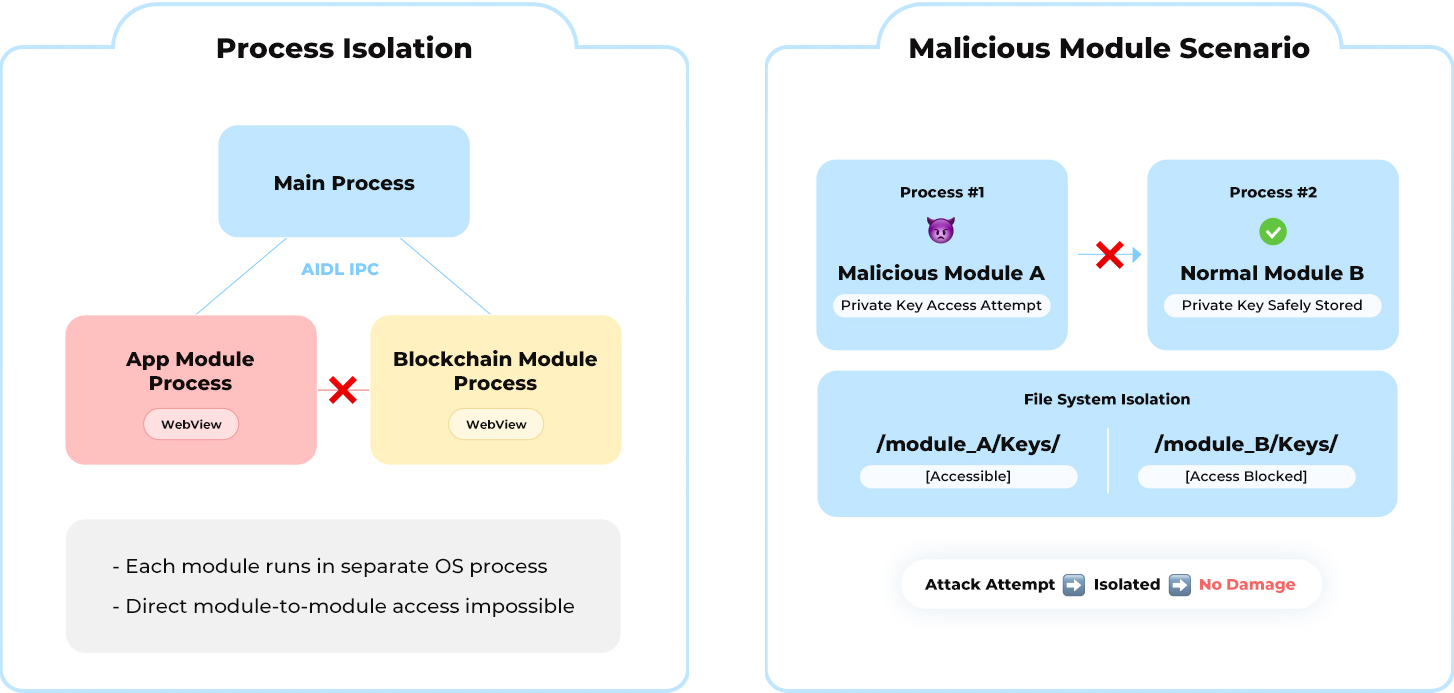 Process Isolation
Main Process
AIDL IPC
App Module
Process
WebView
Blockchain Module
Process
WebView
- Each module runs in separate OS process
- Direct module-to-module access impossible
Malicious Module Scenario
Process #1
Malicious Module A
Private Key Access Attempt
Process #2
Normal Module B
Private Key Safely Stored
File System Isolation
/module_A/Keys/
[Accessible]
/module_B/Keys/
[Access Blocked]
Attack Attempt ➡️ Isolated ➡️ No Damage